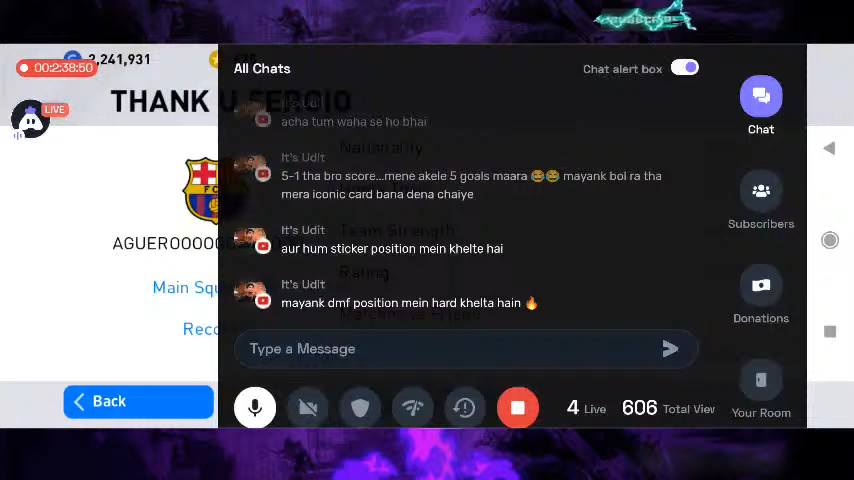 SUBSCRIBE
2,241,931
00:2:38:50
LIVE
THANK U SERGIO
All Chats
Chat alert box
It's Udit
acha tum waha se ho bhai
Nationality
It's Udit
5-1 tha bro score...mene akele 5 goals maara 😂😂 mayank bol ra tha
mera iconic card bana dena chaiye
Team Strength
It's Udit
aur hum sticker position mein khelte hai
Rating
It's Udit
mayank dmf position mein hard khelta hain 🔥
AGUEROOOOO
Main Squ
Reco
Type a Message
Back
4 Live
606 Total View
Chat
Subscribers
Donations
Your Room